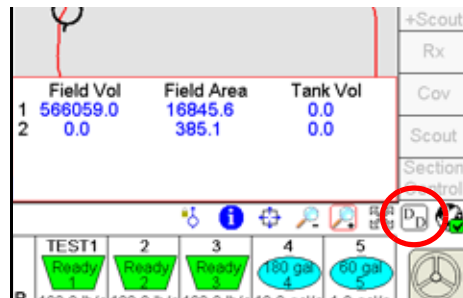 +Scout
Rx
Field Vol Field Area Tank Vol
Cov
1 566059.0 16845.6 0.0
2 0.0 385.1 0.0
Scout
Section
Control
D D
TEST1 2 3 4 5
Ready Ready Ready 180 gal 60 gal
1 2 3 4 5